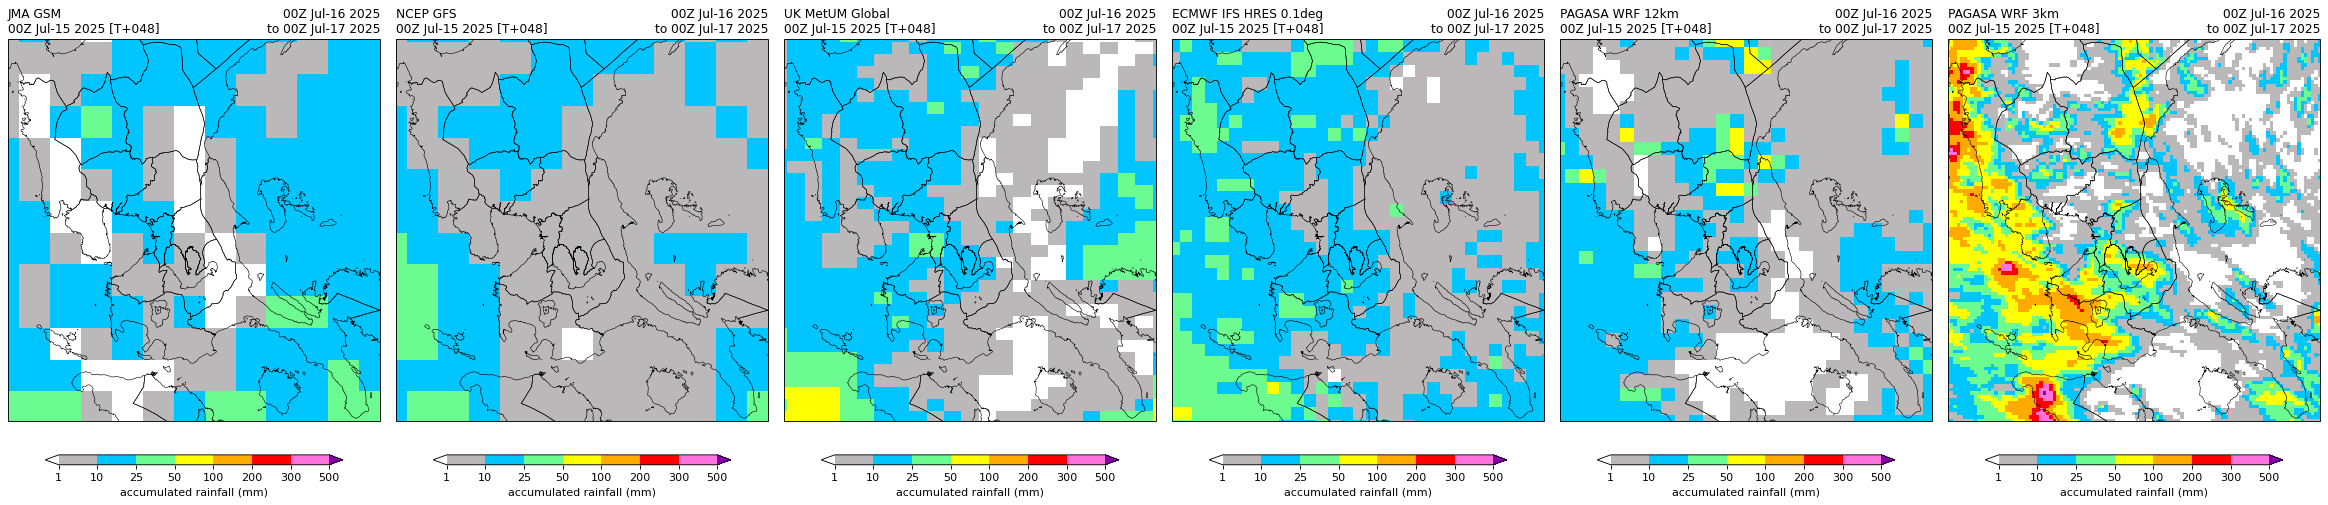 JMA GSM 00Z Jul-16 2025
00Z Jul-15 2025 [T+048] to 00Z Jul-17 2025
1 10 25 50 100 200 300 500
accumulated rainfall (mm)
NCEP GFS 00Z Jul-16 2025
00Z Jul-15 2025 [T+048] to 00Z Jul-17 2025
1 10 25 50 100 200 300 500
accumulated rainfall (mm)
UK MetUM Global 00Z Jul-16 2025
00Z Jul-15 2025 [T+048] to 00Z Jul-17 2025
1 10 25 50 100 200 300 500
accumulated rainfall (mm)
ECMWF IFS HRES 0.1deg 00Z Jul-16 2025
00Z Jul-15 2025 [T+048] to 00Z Jul-17 2025
1 10 25 50 100 200 300 500
accumulated rainfall (mm)
PAGASA WRF 12km 00Z Jul-16 2025
00Z Jul-15 2025 [T+048] to 00Z Jul-17 2025
1 10 25 50 100 200 300 500
accumulated rainfall (mm)
PAGASA WRF 3km 00Z Jul-16 2025
00Z Jul-15 2025 [T+048] to 00Z Jul-17 2025
1 10 25 50 100 200 300 500
accumulated rainfall (mm)